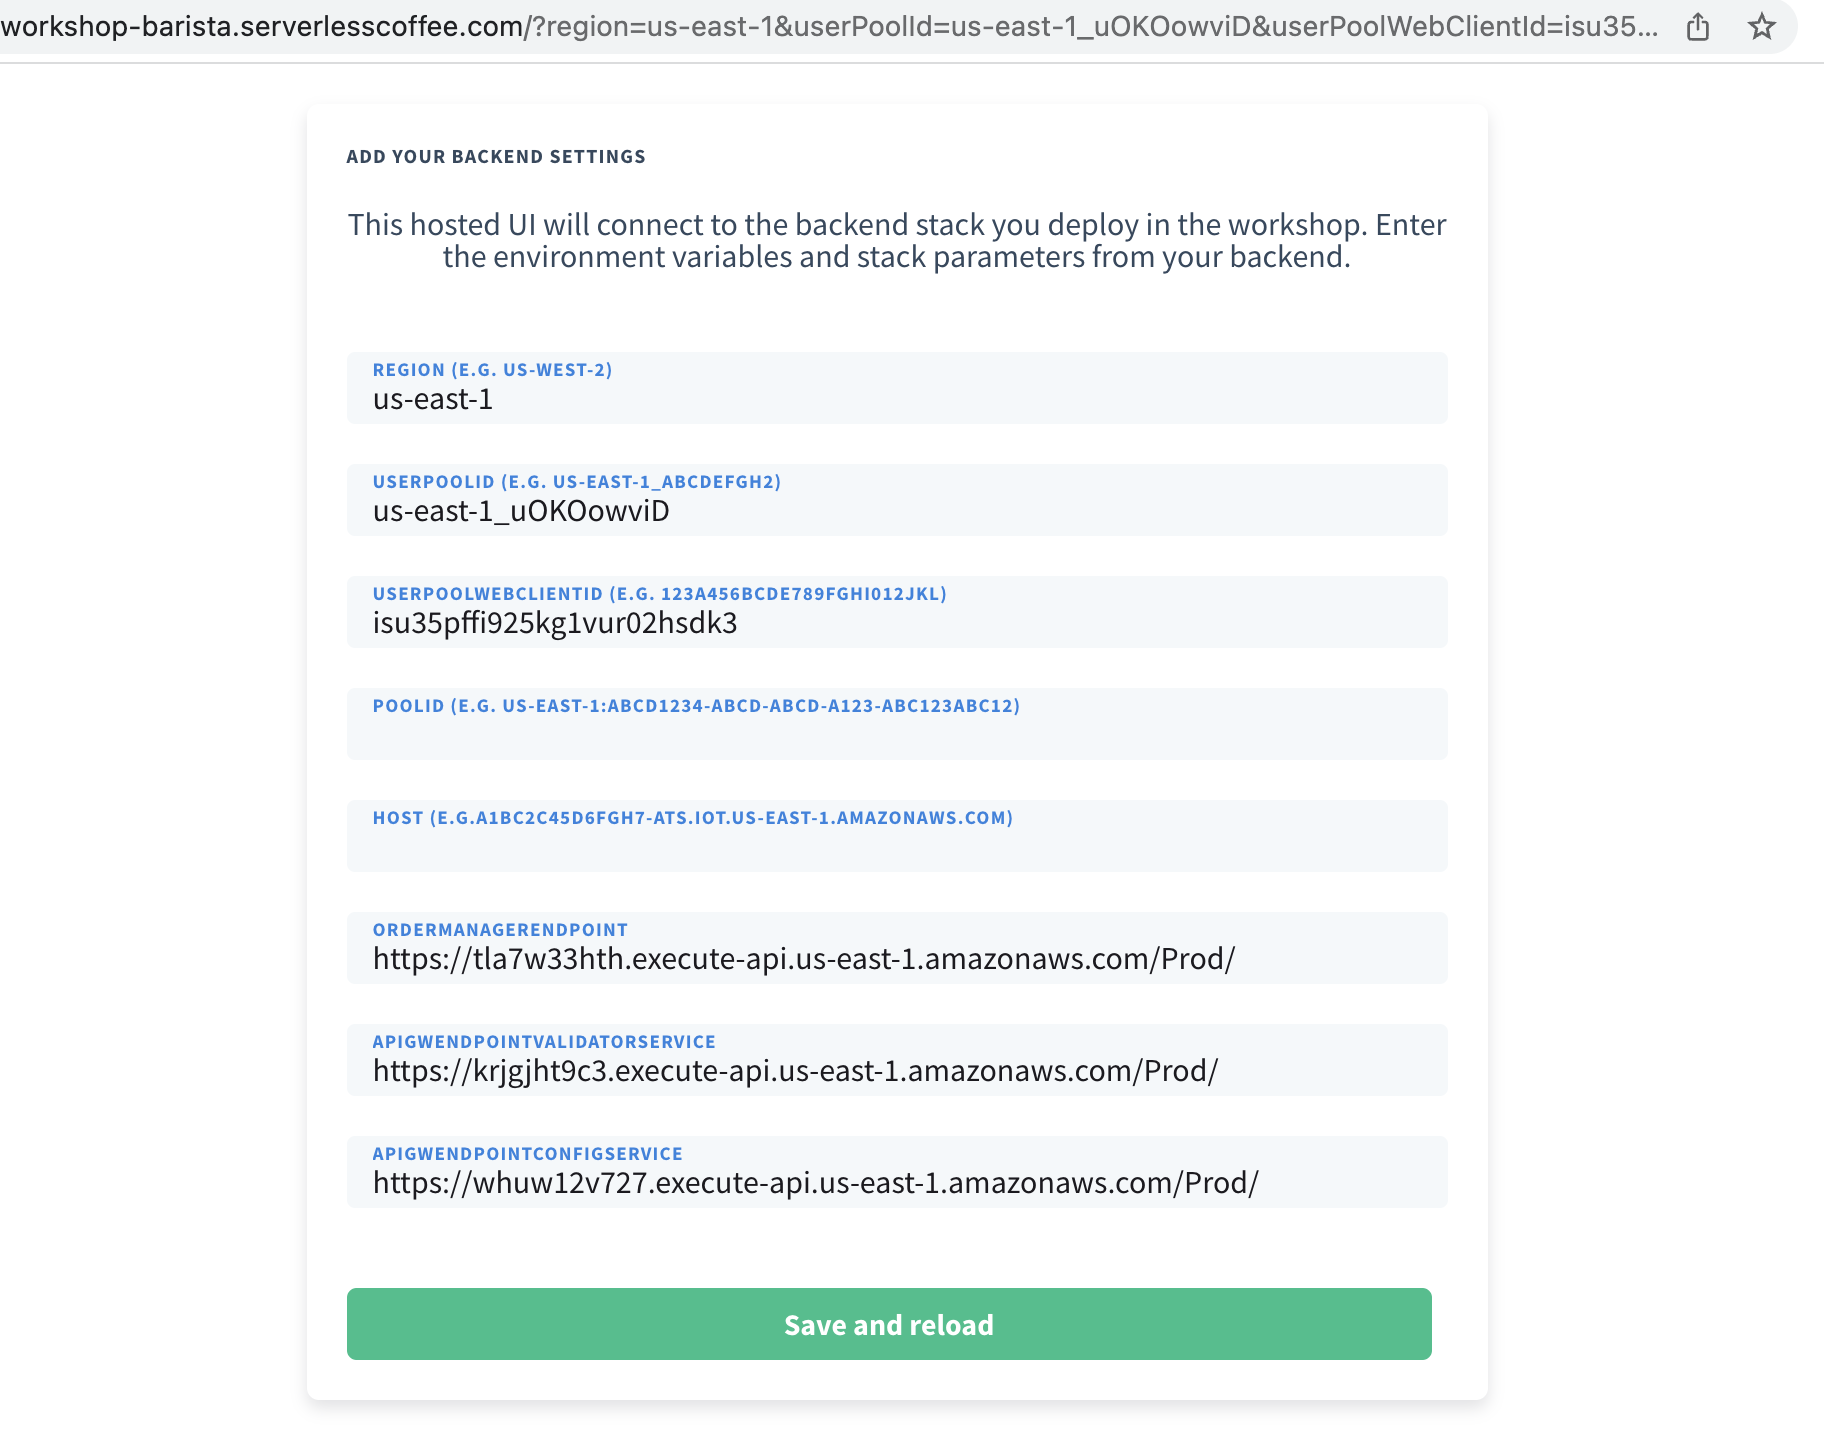 workshop-barista.serverlesscoffee.com/?region=us-east-1&userPoolId=us-east-1_uOKOowviD&userPoolWebClientId=isu35...
ADD YOUR BACKEND SETTINGS
This hosted UI will connect to the backend stack you deploy in the workshop. Enter
the environment variables and stack parameters from your backend.
REGION (E.G. US-WEST-2)
us-east-1
USERPOOLID (E.G. US-EAST-1_ABCDEFGH2)
us-east-1_uOKOowviD
USERPOOLWEBCLIENTID (E.G. 123A456BCDE789FGHI012JKL)
isu35pffi925kg1vur02hsdk3
POOLID (E.G. US-EAST-1:ABCD1234-ABCD-ABCD-A123-ABC123ABC12)
HOST (E.G.A1BC2C45D6FGH7-ATS.IOT.US-EAST-1.AMAZONAWS.COM)
ORDERMANAGERENDPOINT
https://tla7w33hth.execute-api.us-east-1.amazonaws.com/Prod/
APIGWENDPOINTVALIDATORSERVICE
https://krjgjht9c3.execute-api.us-east-1.amazonaws.com/Prod/
APIGWENDPOINTCONFIGSERVICE
https://whuw12v727.execute-api.us-east-1.amazonaws.com/Prod/
Save and reload